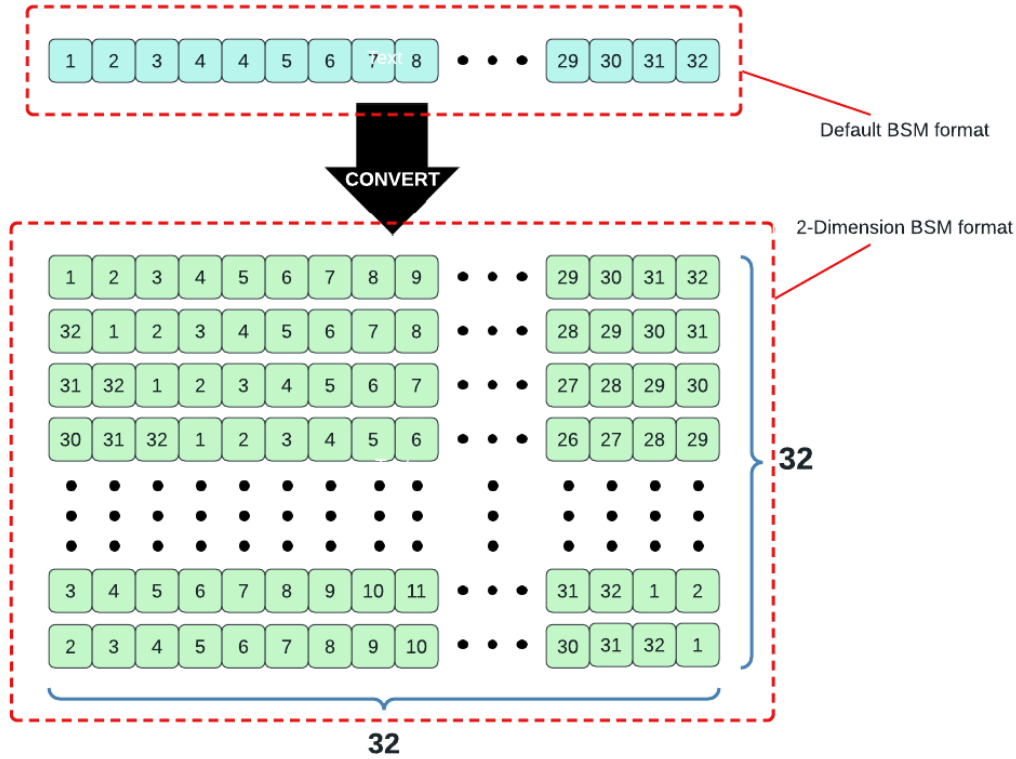 1 2 3 4 4 5 6 7 8 29 30 31 32
Text
Default BSM format
CONVERT
2-Dimension BSM format
1 2 3 4 5 6 7 8 9 29 30 31 32
32 1 2 3 4 5 6 7 8 28 29 30 31
31 32 1 2 3 4 5 6 7 27 28 29 30
30 31 32 1 2 3 4 5 6 26 27 28 29
32
3 4 5 6 7 8 9 10 11 31 32 1 2
2 3 4 5 6 7 8 9 10 30 31 32 1
32